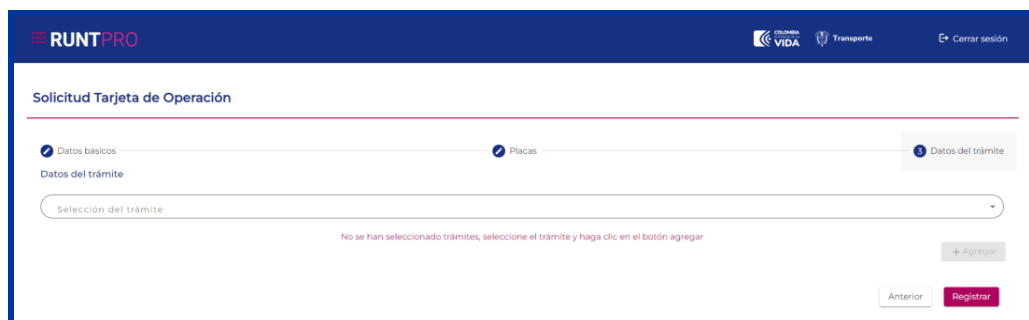 RUNTPRO
COLOMBIA
VIDA
Transporte
Cerrar sesión
Solicitud Tarjeta de Operación
Datos básicos
Placas
3 Datos del trámite
Datos del trámite
Selección del trámite
No se han seleccionado trámites, seleccione el trámite y haga clic en el botón agregar
+ Agregar
Anterior
Registrar